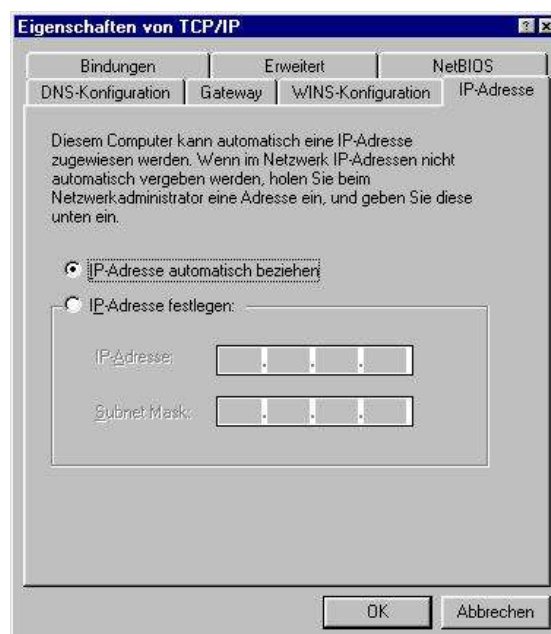 Eigenschaften von TCP/IP
Bindungen Erweitert NetBIOS
DNS-Konfiguration Gateway WINS-Konfiguration IP-Adresse
Diesem Computer kann automatisch eine IP-Adresse
zugewiesen werden. Wenn im Netzwerk IP-Adressen nicht
automatisch vergeben werden, holen Sie beim
Netzwerkadministrator eine Adresse ein, und geben Sie diese
unten ein.
IP-Adresse automatisch beziehen
IP-Adresse festlegen:
IP-Adresse:
Subnet Mask:
OK Abbrechen